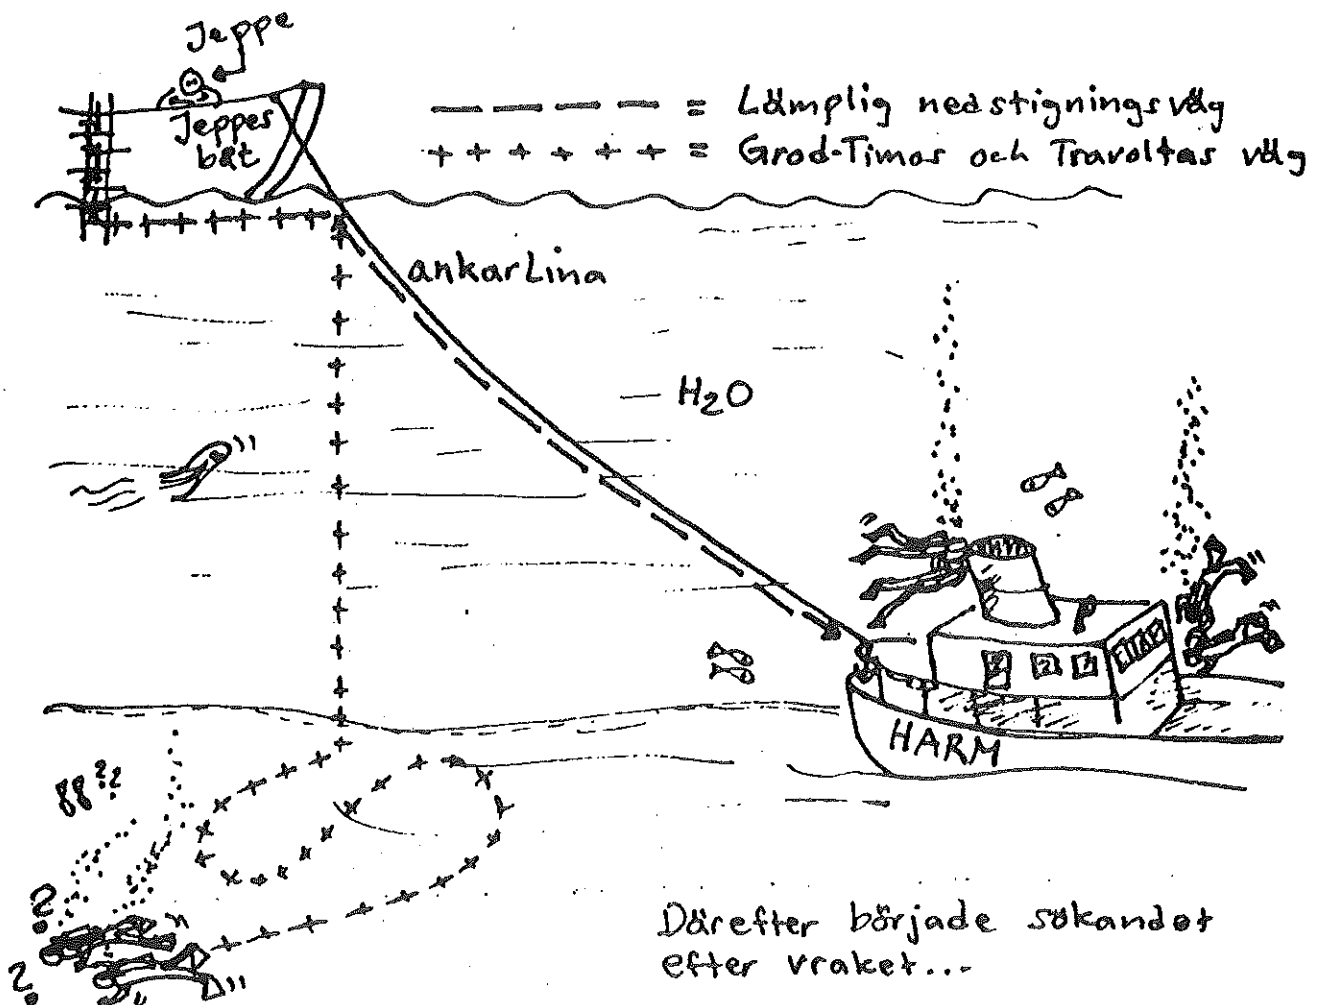 Jeppe
Jeppes
båt
= Lämplig nedstigningsväg
= Grod-Timos och Travoltas väg
ankarLina
H2O
HARM
??
?
?
Därefter började sökandet
efter vraket...